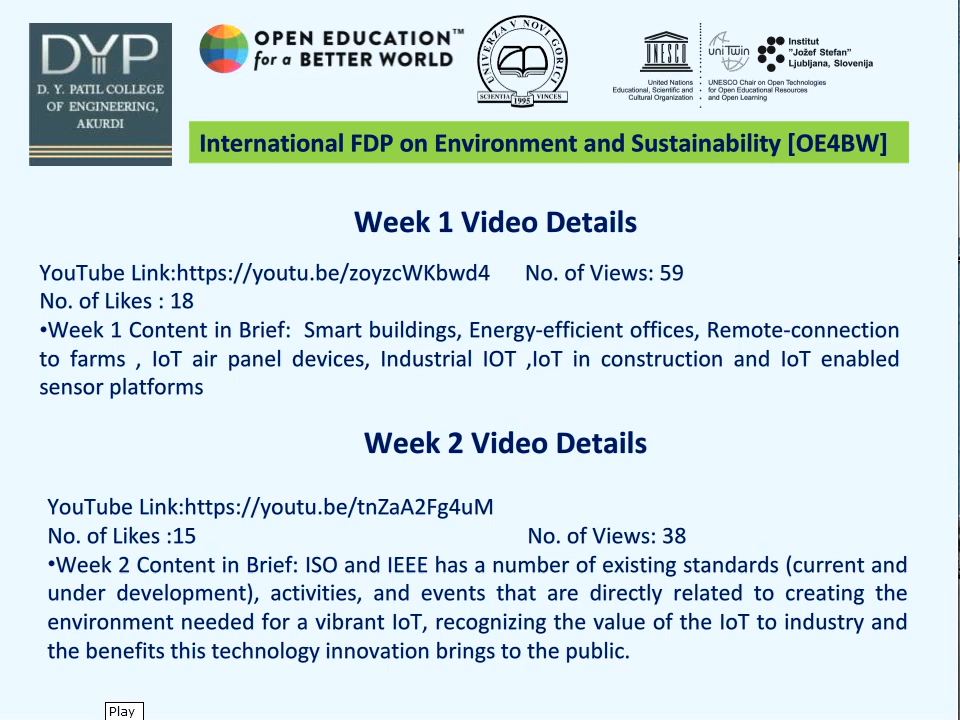 DYP
D. Y. PATIL COLLEGE
OF ENGINEERING,
AKURDI
OPEN EDUCATION™
for a BETTER WORLD
UNIVERZA V NOVI GORICI
SCIENTIA VINCES
1995
UNESCO
United Nations
Educational, Scientific and
Cultural Organization
uniTwin
UNESCO Chair on Open Technologies
for Open Educational Resources
and Open Learning
Institut
"Jožef Stefan"
Ljubljana, Slovenija
International FDP on Environment and Sustainability [OE4BW]
Week 1 Video Details
YouTube Link:https://youtu.be/zoyzcWKbwd4 No. of Views: 59
No. of Likes : 18
•Week 1 Content in Brief: Smart buildings, Energy-efficient offices, Remote-connection
to farms , IoT air panel devices, Industrial IOT ,IoT in construction and IoT enabled
sensor platforms
Week 2 Video Details
YouTube Link:https://youtu.be/tnZaA2Fg4uM
No. of Likes :15 No. of Views: 38
•Week 2 Content in Brief: ISO and IEEE has a number of existing standards (current and
under development), activities, and events that are directly related to creating the
environment needed for a vibrant IoT, recognizing the value of the IoT to industry and
the benefits this technology innovation brings to the public.
Play